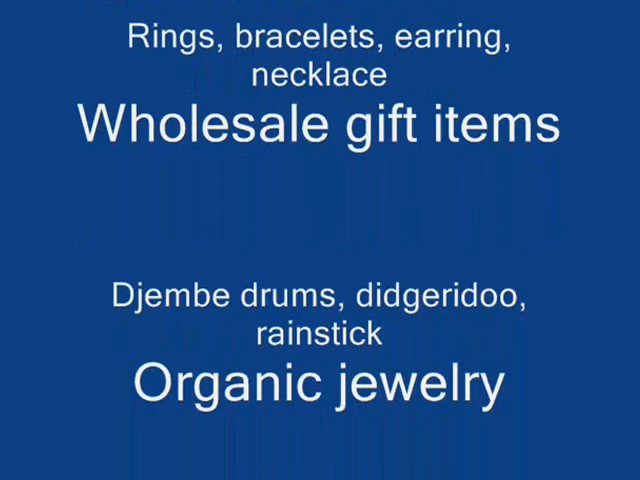 Rings, bracelets, earring,
necklace
Wholesale gift items
Djembe drums, didgeridoo,
rainstick
Organic jewelry